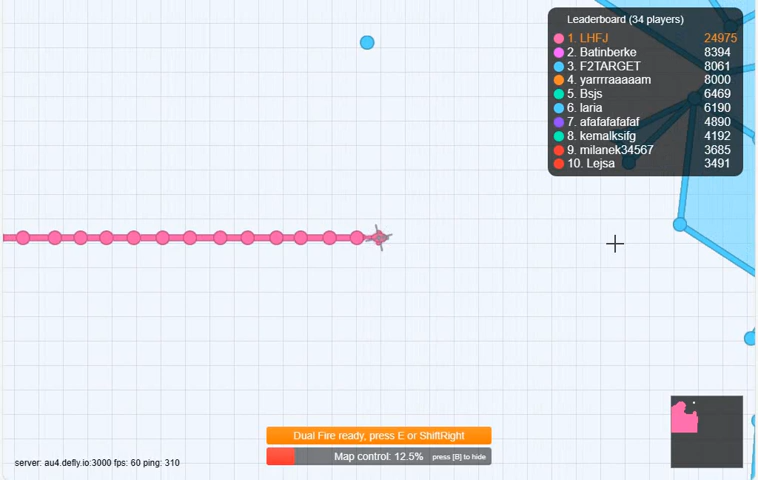 Leaderboard (34 players)
1. LHFJ 24975
2. Batinberke 8394
3. F2TARGET 8061
4. yarrrraaaaam 8000
5. Bsjs 6469
6. laria 6190
7. afafafafafaf 4890
8. kemalksifg 4192
9. milanek34567 3685
10. Lejsa 3491
Dual Fire ready, press E or ShiftRight
Map control: 12.5% press [B] to hide
server: au4.defly.io:3000 fps: 60 ping: 310